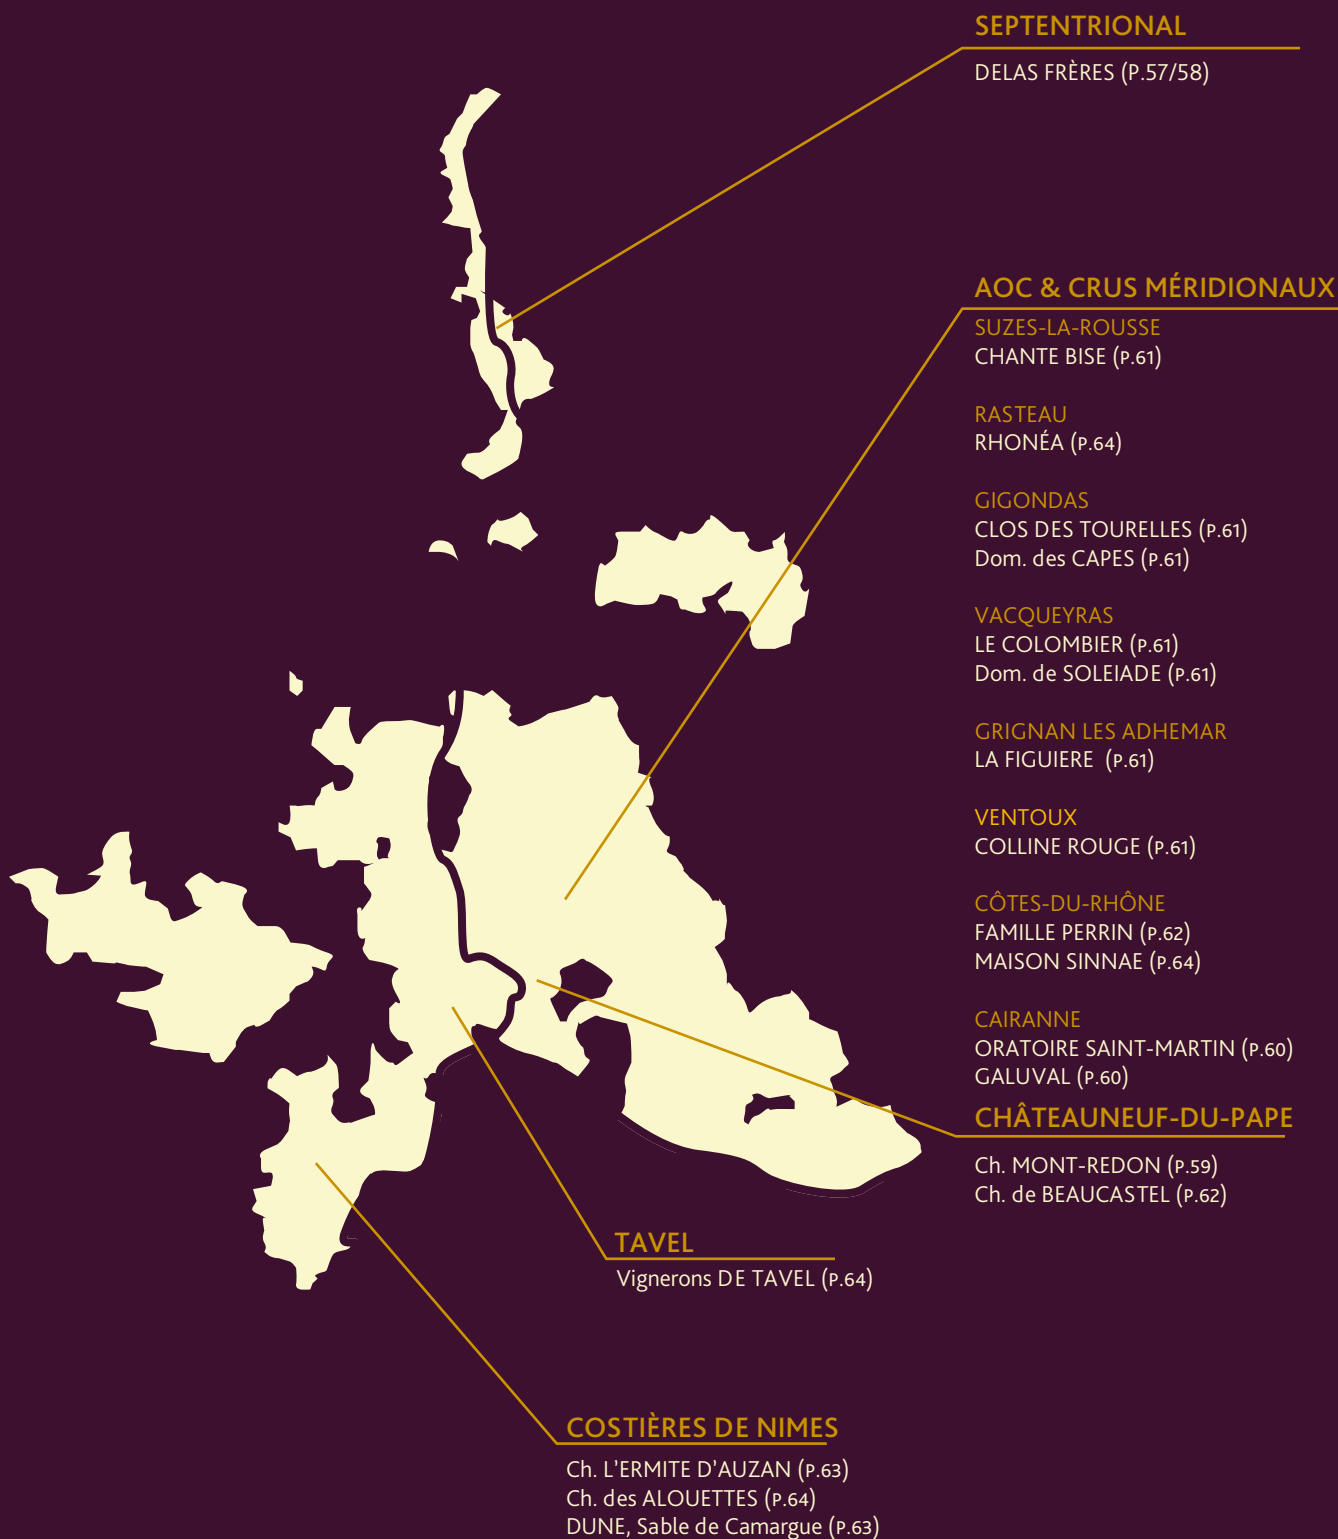 SEPTENTRIONAL
DELAS FRÈRES (P.57/58)
AOC & CRUS MÉRIDIONAUX
SUZES-LA-ROUSSE
CHANTE BISE (P.61)
RASTEAU
RHONÉA (P.64)
GIGONDAS
CLOS DES TOURELLES (P.61)
Dom. des CAPES (P.61)
VACQUEYRAS
LE COLOMBIER (P.61)
Dom. de SOLEIADE (P.61)
GRIGNAN LES ADHEMAR
LA FIGUIERE (P.61)
VENTOUX
COLLINE ROUGE (P.61)
CÔTES-DU-RHÔNE
FAMILLE PERRIN (P.62)
MAISON SINNAE (P.64)
CAIRANNE
ORATOIRE SAINT-MARTIN (P.60)
GALUVAL (P.60)
CHÂTEAUNEUF-DU-PAPE
Ch. MONT-REDON (P.59)
Ch. de BEAUCASTEL (P.62)
TAVEL
Vignerons DE TAVEL (P.64)
COSTIÈRES DE NIMES
Ch. L'ERMITE D'AUZAN (P.63)
Ch. des ALOUETTES (P.64)
DUNE, Sable de Camargue (P.63)